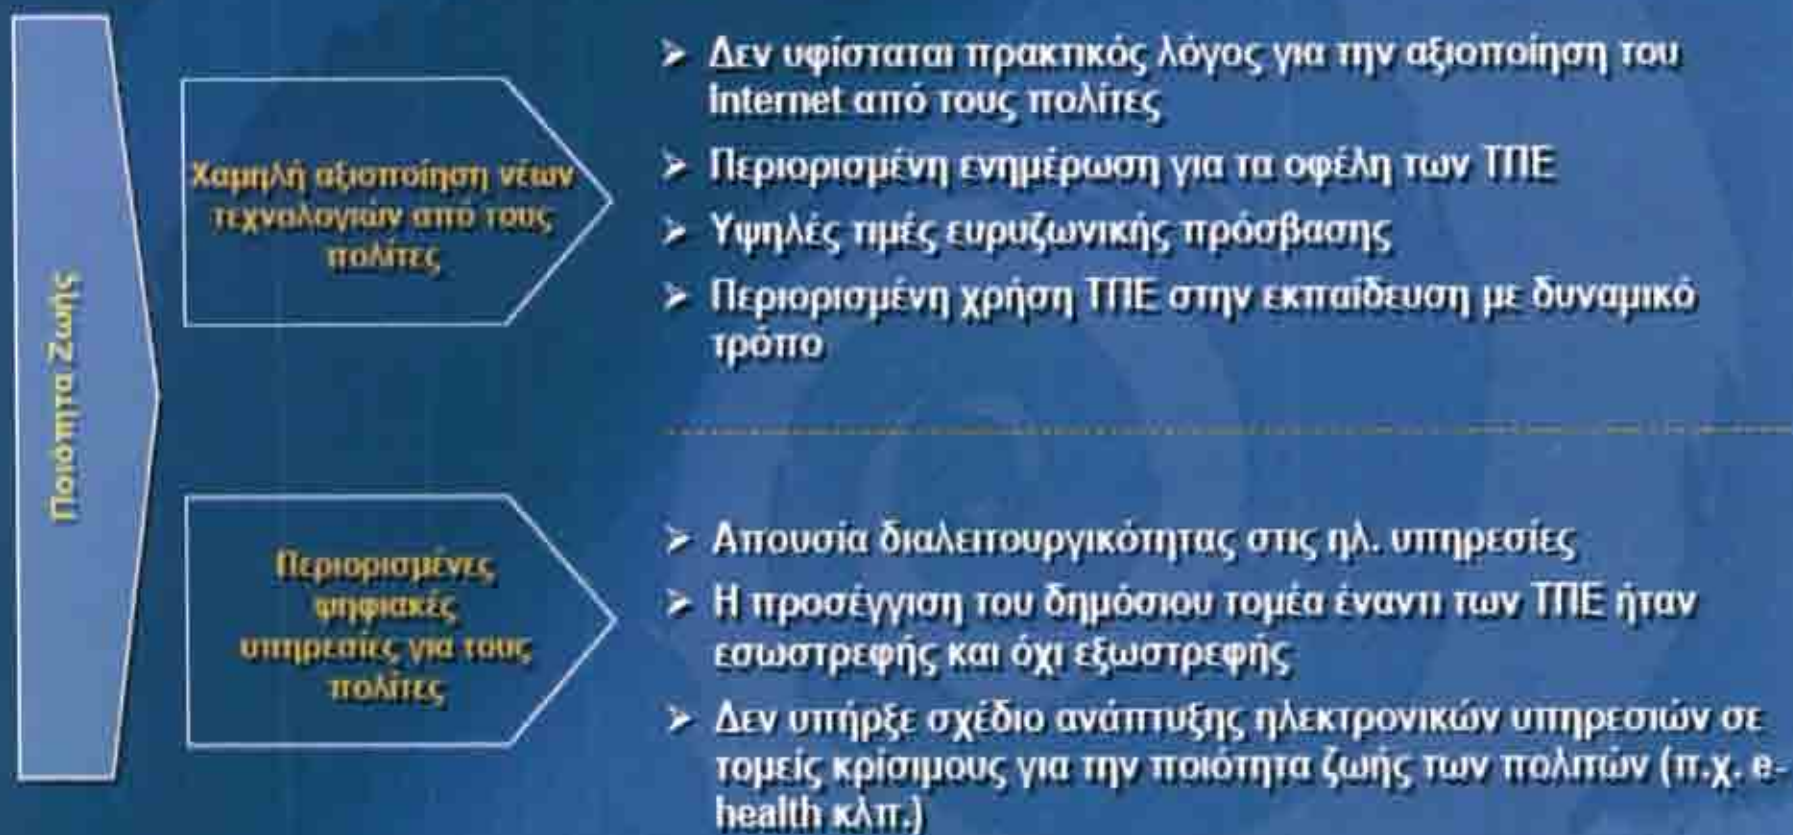 Ποιότητα Ζωής
Χαμηλή αξιοποίηση νέων
τεχνολογιών από τους
πολίτες
➢ Δεν υφίσταται πρακτικός λόγος για την αξιοποίηση του
Internet από τους πολίτες
➢ Περιορισμένη ενημέρωση για τα οφέλη των ΤΠΕ
➢ Υψηλές τιμές ευρυζωνικής πρόσβασης
➢ Περιορισμένη χρήση ΤΠΕ στην εκπαίδευση με δυναμικό
τρόπο
Περιορισμένες
ψηφιακές
υπηρεσίες για τους
πολίτες
➢ Απουσία διαλειτουργικότητας στις ηλ. υπηρεσίες
➢ Η προσέγγιση του δημόσιου τομέα έναντι των ΤΠΕ ήταν
εσωστρεφής και όχι εξωστρεφής
➢ Δεν υπήρξε σχέδιο ανάπτυξης ηλεκτρονικών υπηρεσιών σε
τομείς κρίσιμους για την ποιότητα ζωής των πολιτών (π.χ. e-
health κλπ.)